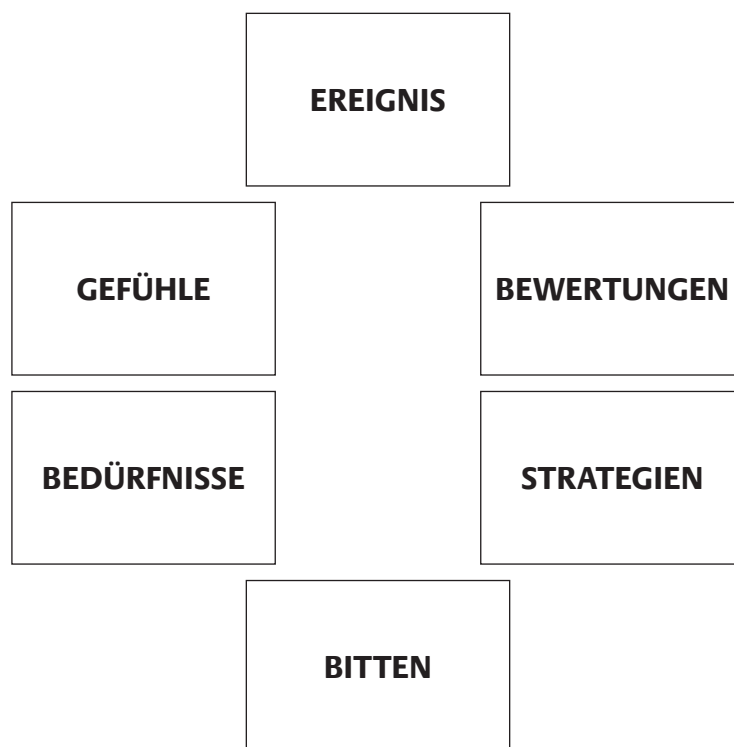 EREIGNIS
GEFÜHLE
BEWERTUNGEN
BEDÜRFNISSE
STRATEGIEN
BITTEN